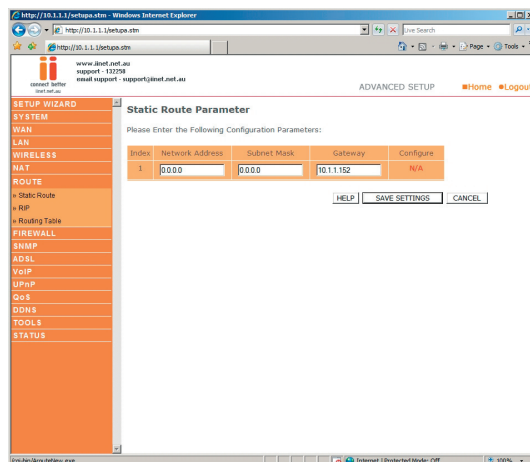 http://10.1.1.1/setupa.stm - Windows Internet Explorer
http://10.1.1.1/setupa.stm
Live Search
http://10.1.1.1/setupa.stm
Page
Tools
www.iinet.net.au
support - 132258
email support - support@iinet.net.au
connect better
iinet.net.au
ADVANCED SETUP
Home
Logout
SETUP WIZARD
SYSTEM
WAN
LAN
WIRELESS
NAT
ROUTE
» Static Route
» RIP
» Routing Table
FIREWALL
SNMP
ADSL
VoIP
UPnP
QoS
DDNS
TOOLS
STATUS
Static Route Parameter
Please Enter the Following Configuration Parameters:
Index Network Address Subnet Mask Gateway Configure
1 0.0.0.0 0.0.0.0 10.1.1.152 N/A
HELP SAVE SETTINGS CANCEL
Internet | Protected Mode: Off
100%